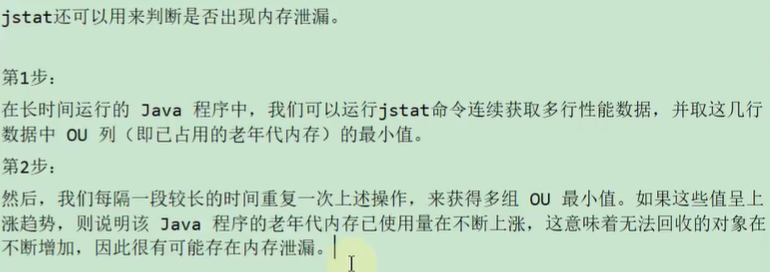 jstat还可以用来判断是否出现内存泄漏。
第1步：
在长时间运行的 Java 程序中，我们可以运行jstat命令连续获取多行性能数据，并取这几行
数据中 OU 列（即已占用的老年代内存）的最小值。
第2步：
然后，我们每隔一段较长的时间重复一次上述操作，来获得多组 OU 最小值。如果这些值呈上
涨趋势，则说明该 Java 程序的老年代内存已使用量在不断上涨，这意味着无法回收的对象在
不断增加，因此很有可能存在内存泄漏。